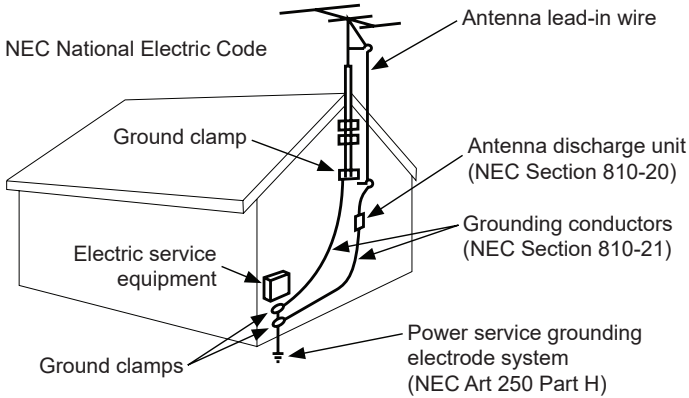 Antenna lead-in wire
NEC National Electric Code
Ground clamp
Antenna discharge unit
(NEC Section 810-20)
Grounding conductors
(NEC Section 810-21)
Electric service
equipment
Ground clamps
Power service grounding
electrode system
(NEC Art 250 Part H)